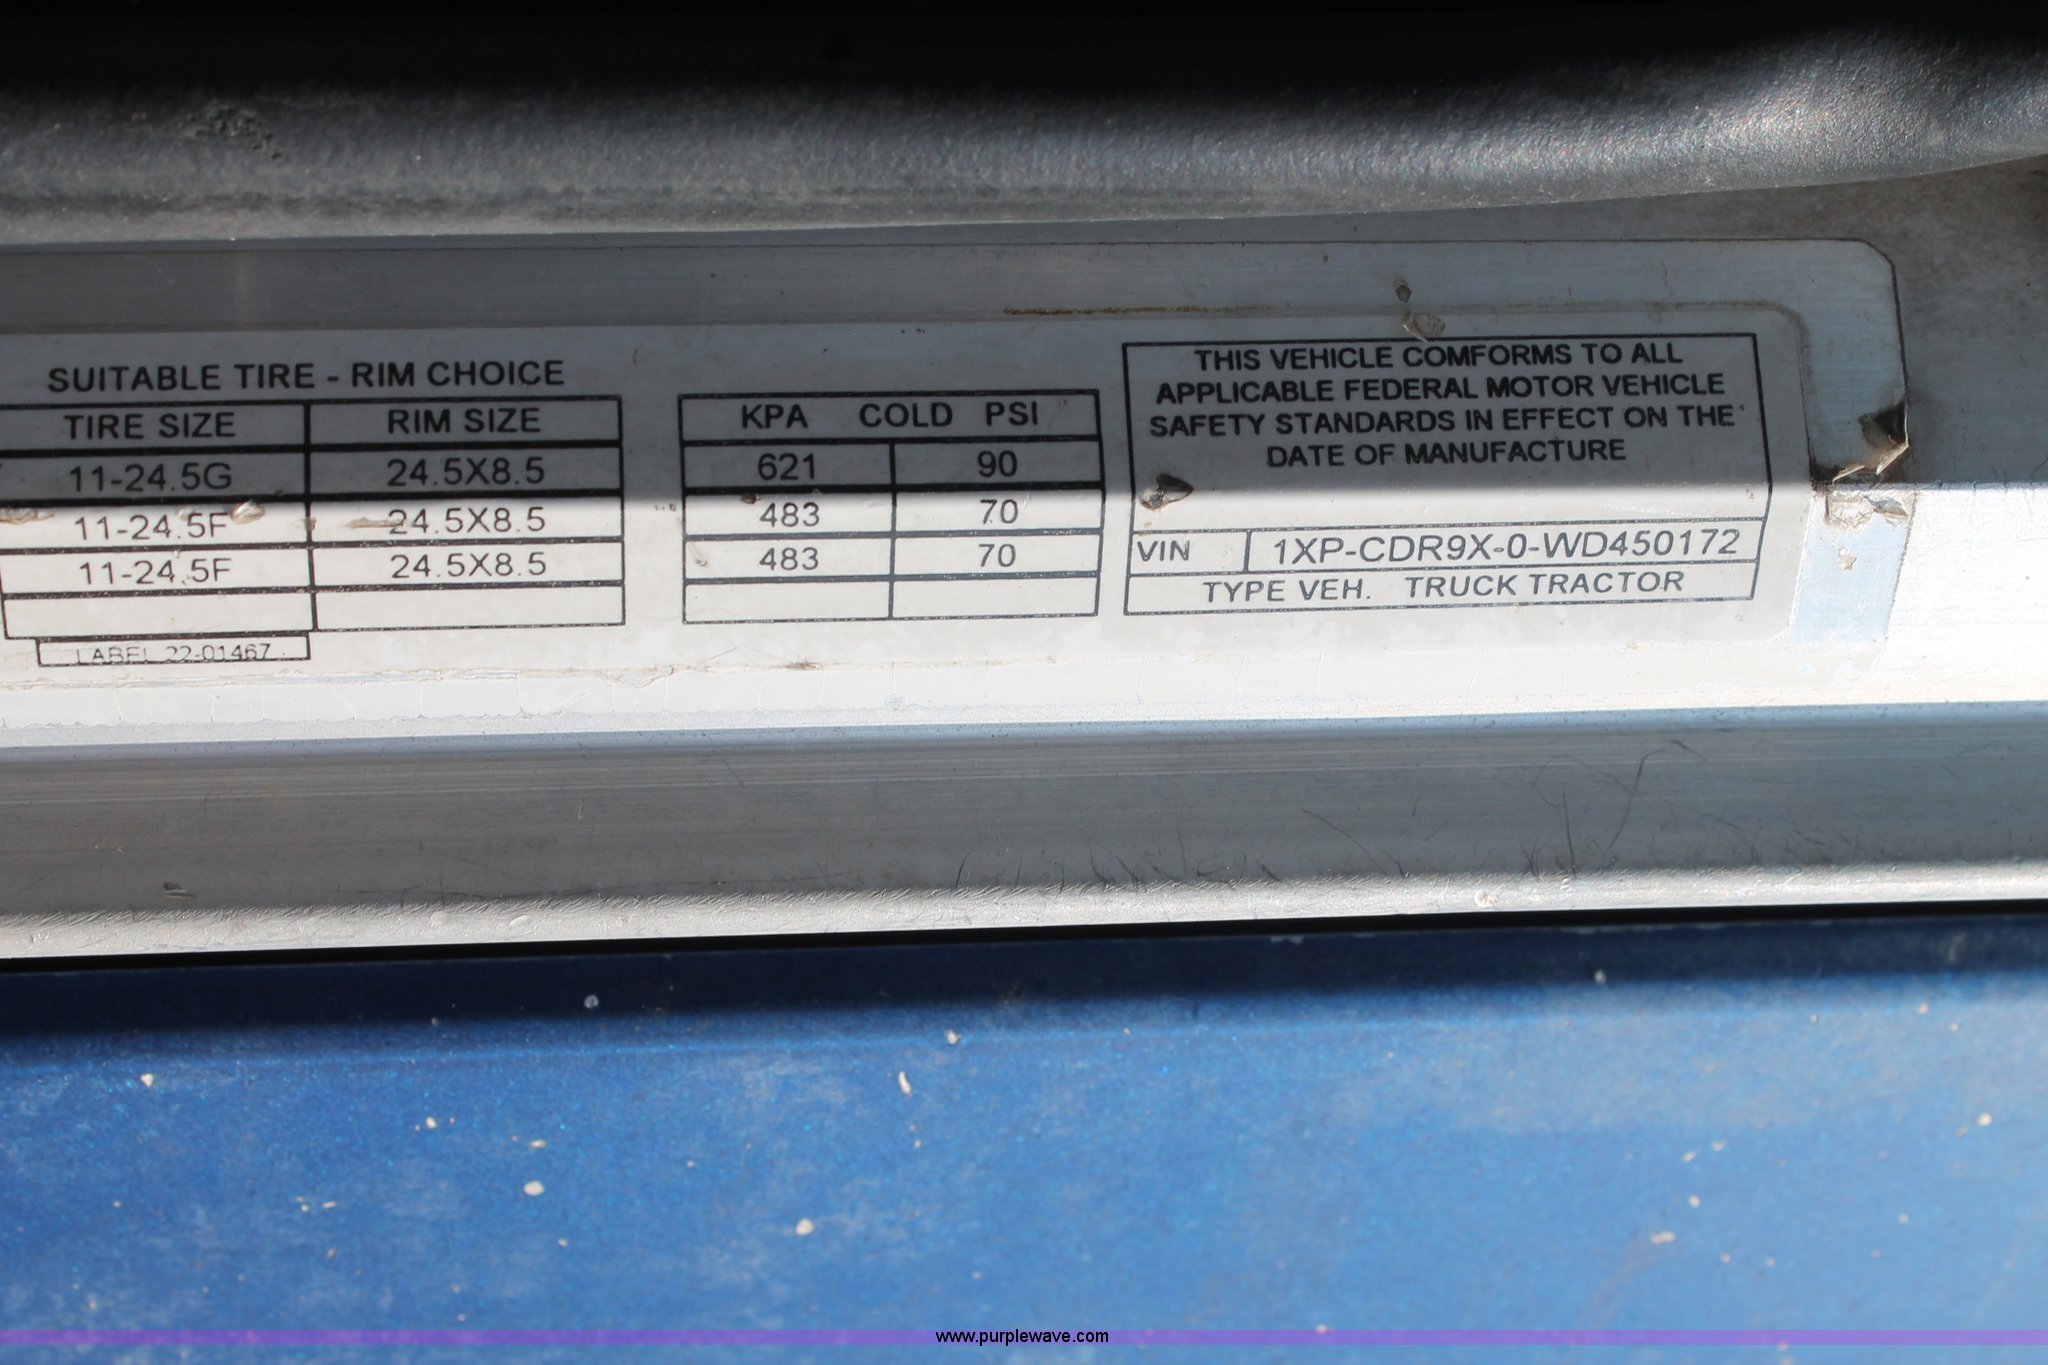 SUITABLE TIRE - RIM CHOICE
TIRE SIZE RIM SIZE
11-24.5G 24.5X8.5
11-24.5F 24.5X8.5
11-24.5F 24.5X8.5
LABEL 22-01467
KPA COLD PSI
621 90
483 70
483 70
THIS VEHICLE COMFORMS TO ALL
APPLICABLE FEDERAL MOTOR VEHICLE
SAFETY STANDARDS IN EFFECT ON THE
DATE OF MANUFACTURE
VIN 1XP-CDR9X-0-WD450172
TYPE VEH. TRUCK TRACTOR
www.purplewave.com